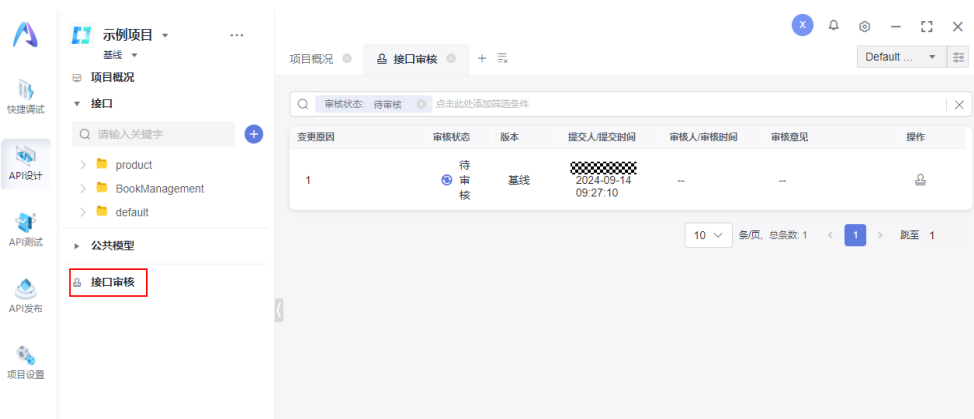 示例项目
基线
项目概况
接口
请输入关键字
product
BookManagement
default
公共模型
接口审核
快捷调试
API设计
API测试
API发布
项目设置
X
项目概况
接口审核
Default ...
审核状态: 待审核 点击此处添加筛选条件
变更原因 审核状态 版本 提交人/提交时间 审核人/审核时间 审核意见 操作
1 待审核 基线 2024-09-14 09:27:10 -- --
10 条/页, 总条数: 1 1 跳至 1